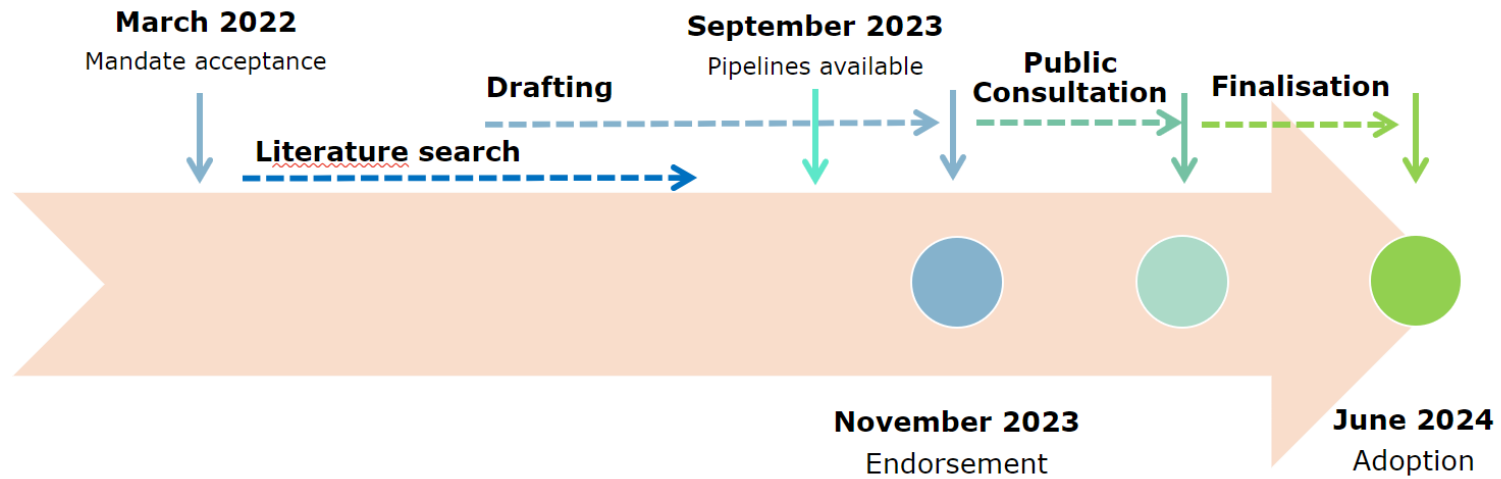 March 2022
Mandate acceptance
Literature search
Drafting
September 2023
Pipelines available
Public
Consultation
Finalisation
November 2023
Endorsement
June 2024
Adoption